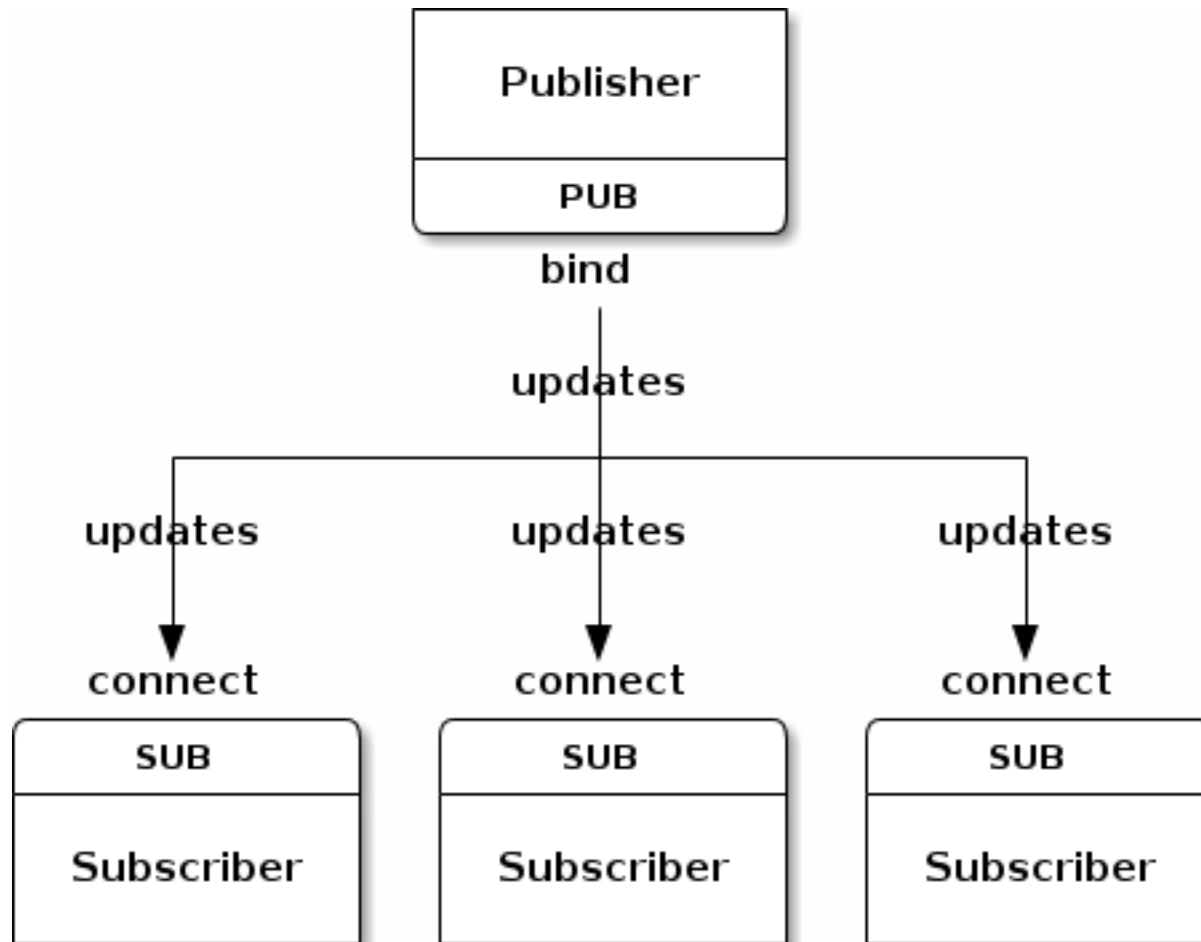 Publisher
PUB
bind
updates
updates updates updates
connect connect connect
SUB SUB SUB
Subscriber Subscriber Subscriber